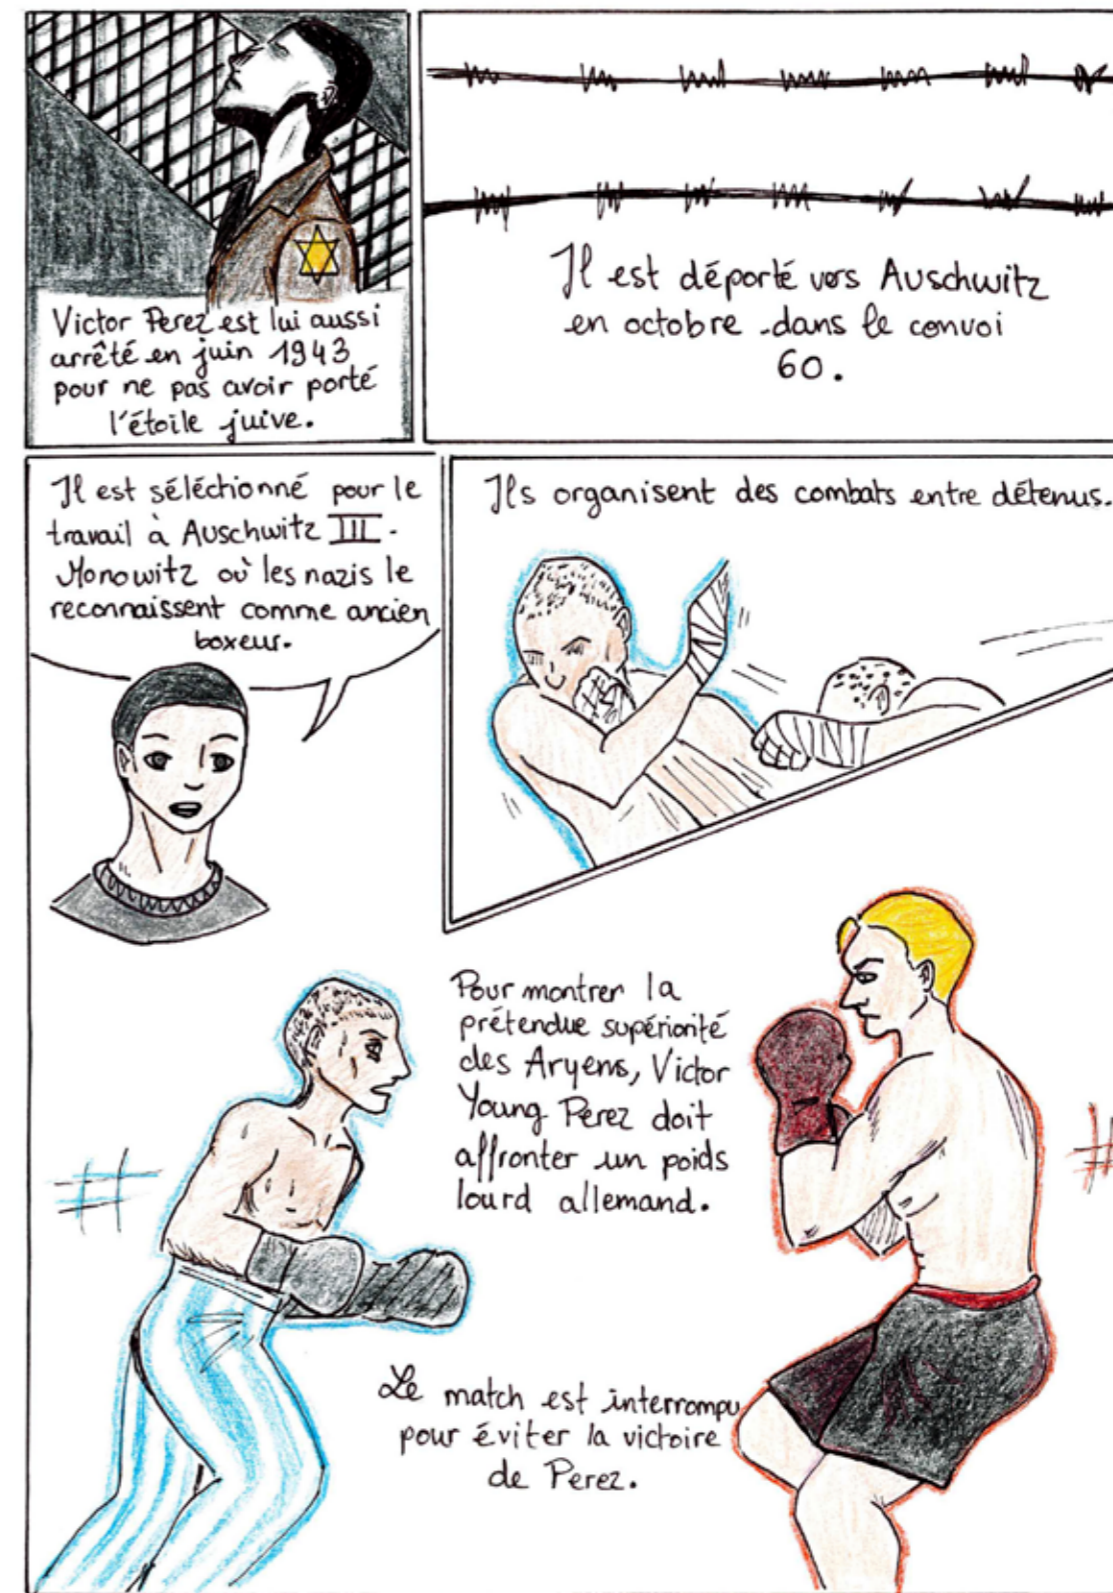 Victor Perez est lui aussi
arrêté en juin 1943
pour ne pas avoir porté
l'étoile juive.
Il est déporté vers Auschwitz
en octobre dans le convoi
60.
Il est séléctionné pour le
travail à Auschwitz III-
Monowitz où les nazis le
reconnaissent comme ancien
boxeur.
Ils organisent des combats entre détenus.
Pour montrer la
prétendue supériorité
des Aryens, Victor
Young Perez doit
affronter un poids
lourd allemand.
Le match est interrompu
pour éviter la victoire
de Perez.